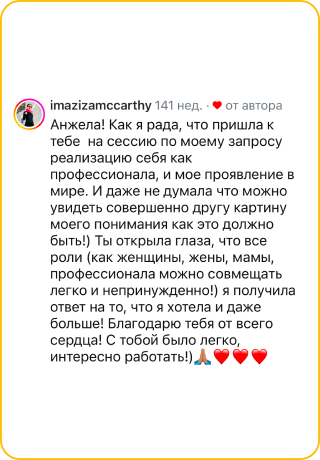 imazizamccarthy 141 нед. · ❤ от автора
Анжела! Как я рада, что пришла к
тебе на сессию по моему запросу
реализацию себя как
профессионала, и мое проявление в
мире. И даже не думала что можно
увидеть совершенно другу картину
моего понимания как это должно
быть!) Ты открыла глаза, что все
роли (как женщины, жены, мамы,
профессионала можно совмещать
легко и непринужденно!) я получила
ответ на то, что я хотела и даже
больше! Благодарю тебя от всего
сердца! С тобой было легко,
интересно работать!)🙏🏽❤️❤️❤️